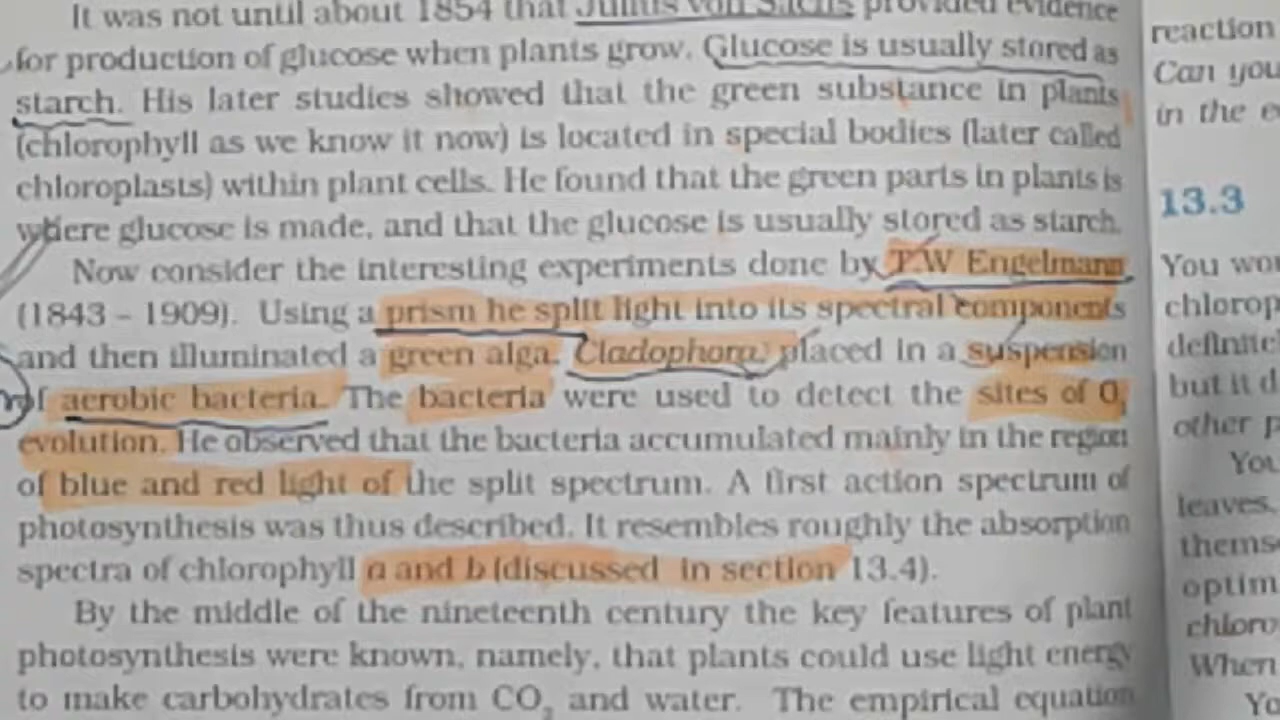 It was not until about 1854 that Julius von Sachs provided evidence
for production of glucose when plants grow. Glucose is usually stored as
starch. His later studies showed that the green substance in plants
(chlorophyll as we know it now) is located in special bodies (later called
chloroplasts) within plant cells. He found that the green parts in plants is
where glucose is made, and that the glucose is usually stored as starch.
Now consider the interesting experiments done by T.W Engelmann
(1843 – 1909). Using a prism he split light into its spectral components
and then illuminated a green alga, Cladophora, placed in a suspension
of aerobic bacteria. The bacteria were used to detect the sites of O₂
evolution. He observed that the bacteria accumulated mainly in the region
of blue and red light of the split spectrum. A first action spectrum of
photosynthesis was thus described. It resembles roughly the absorption
spectra of chlorophyll a and b (discussed in section 13.4).
By the middle of the nineteenth century the key features of plant
photosynthesis were known, namely, that plants could use light energy
to make carbohydrates from CO₂ and water. The empirical equation
reaction
Can you
in the
13.3
You
chlorop
definite
but it d
other p
You
leaves,
thems
optim
chloro
When